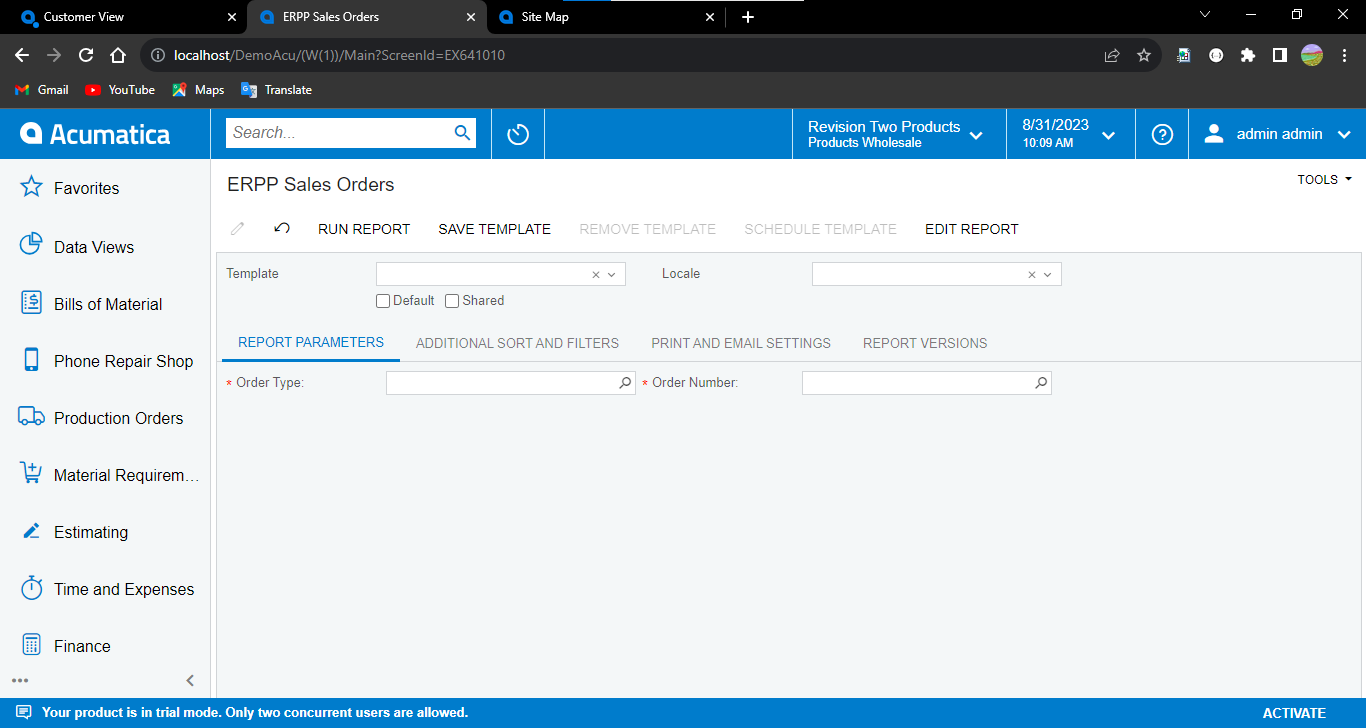 Customer View
ERPP Sales Orders
Site Map
localhost/DemoAcu/(W(1))/Main?ScreenId=EX641010
Gmail
YouTube
Maps
Translate
Acumatica
Search...
Revision Two Products
Products Wholesale
8/31/2023
10:09 AM
admin admin
Favorites
Data Views
Bills of Material
Phone Repair Shop
Production Orders
Material Requirem...
Estimating
Time and Expenses
Finance
ERPP Sales Orders
TOOLS
RUN REPORT SAVE TEMPLATE REMOVE TEMPLATE SCHEDULE TEMPLATE EDIT REPORT
Template
Locale
Default Shared
REPORT PARAMETERS ADDITIONAL SORT AND FILTERS PRINT AND EMAIL SETTINGS REPORT VERSIONS
* Order Type:
* Order Number:
Your product is in trial mode. Only two concurrent users are allowed.
ACTIVATE